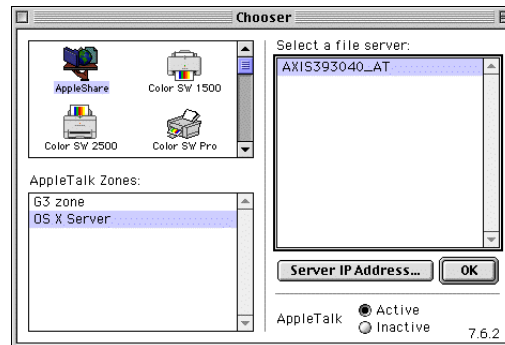 Chooser
AppleShare
Color SW 1500
Color SW 2500
Color SW Pro
AppleTalk Zones:
G3 zone
OS X Server
Select a file server:
AXIS393040_AT
Server IP Address...
OK
AppleTalk
Active
Inactive
7.6.2